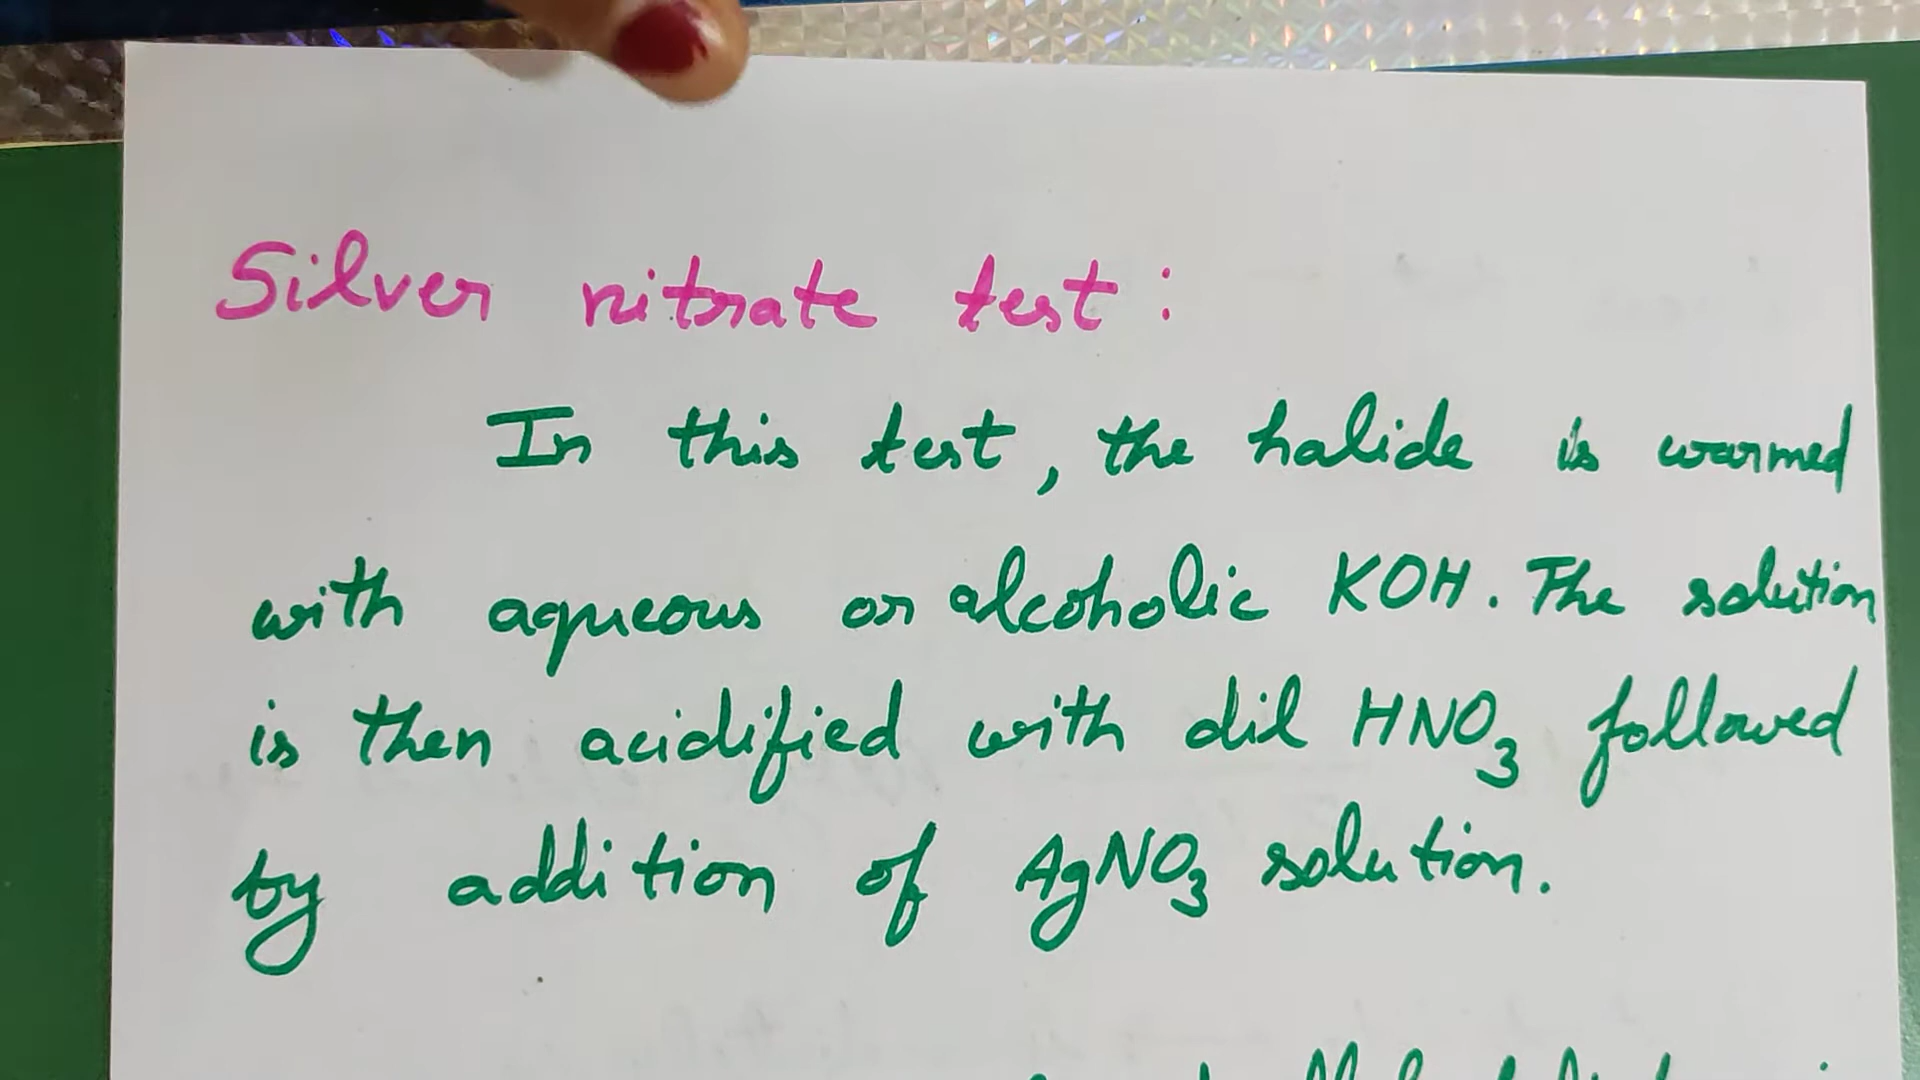 Silver nitrate test :
In this test, the halide is warmed
with aqueous or alcoholic KOH. The solution
is then acidified with dil HNO₃ followed
by addition of AgNO₃ solution.